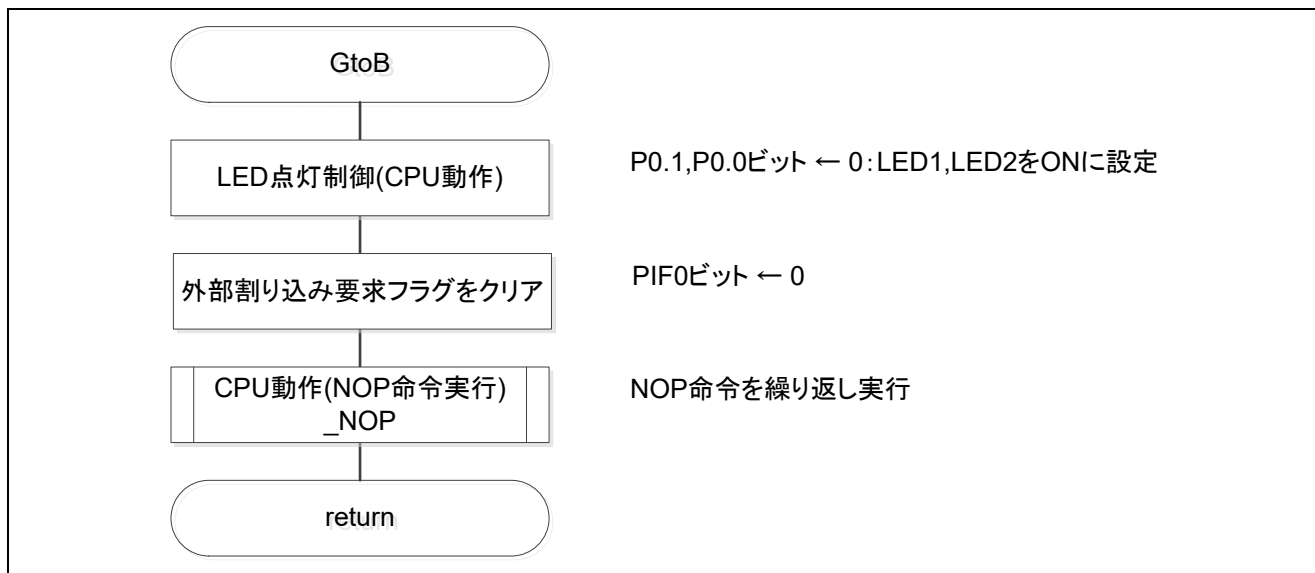 GtoB
LED点灯制御(CPU動作)
P0.1,P0.0ビット ← 0：LED1,LED2をONに設定
外部割り込み要求フラグをクリア
PIF0ビット ← 0
CPU動作(NOP命令実行)
_NOP
NOP命令を繰り返し実行
return